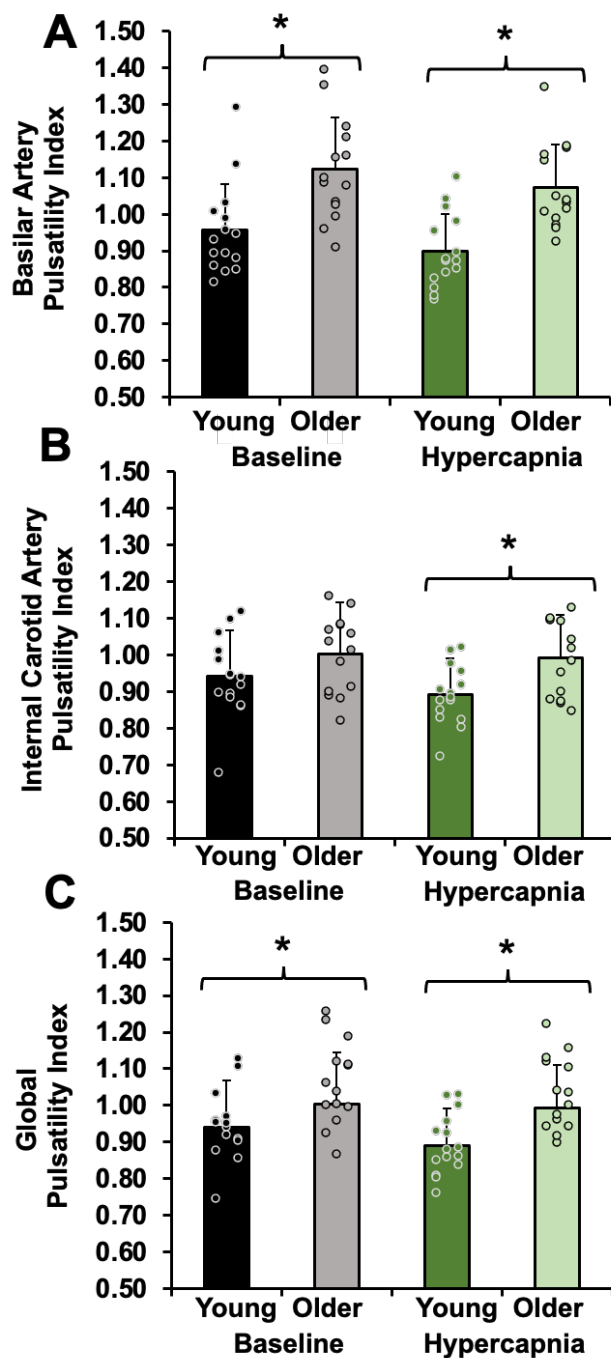 A
Basilar Artery
Pulsatility Index
1.50
1.40
1.30
1.20
1.10
1.00
0.90
0.80
0.70
0.60
0.50
*
*
Young Older Young Older
Baseline Hypercapnia
B
Internal Carotid Artery
Pulsatility Index
1.50
1.40
1.30
1.20
1.10
1.00
0.90
0.80
0.70
0.60
0.50
*
Young Older Young Older
Baseline Hypercapnia
C
Global
Pulsatility Index
1.50
1.40
1.30
1.20
1.10
1.00
0.90
0.80
0.70
0.60
0.50
*
*
Young Older Young Older
Baseline Hypercapnia